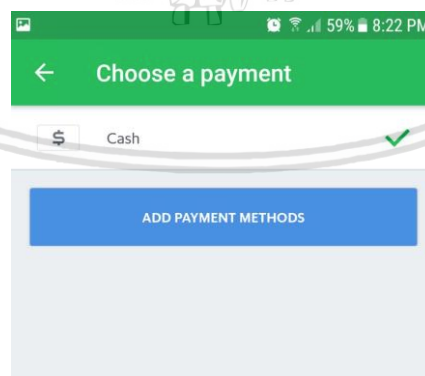 59% 8:22 PM
Choose a payment
$ Cash
ADD PAYMENT METHODS